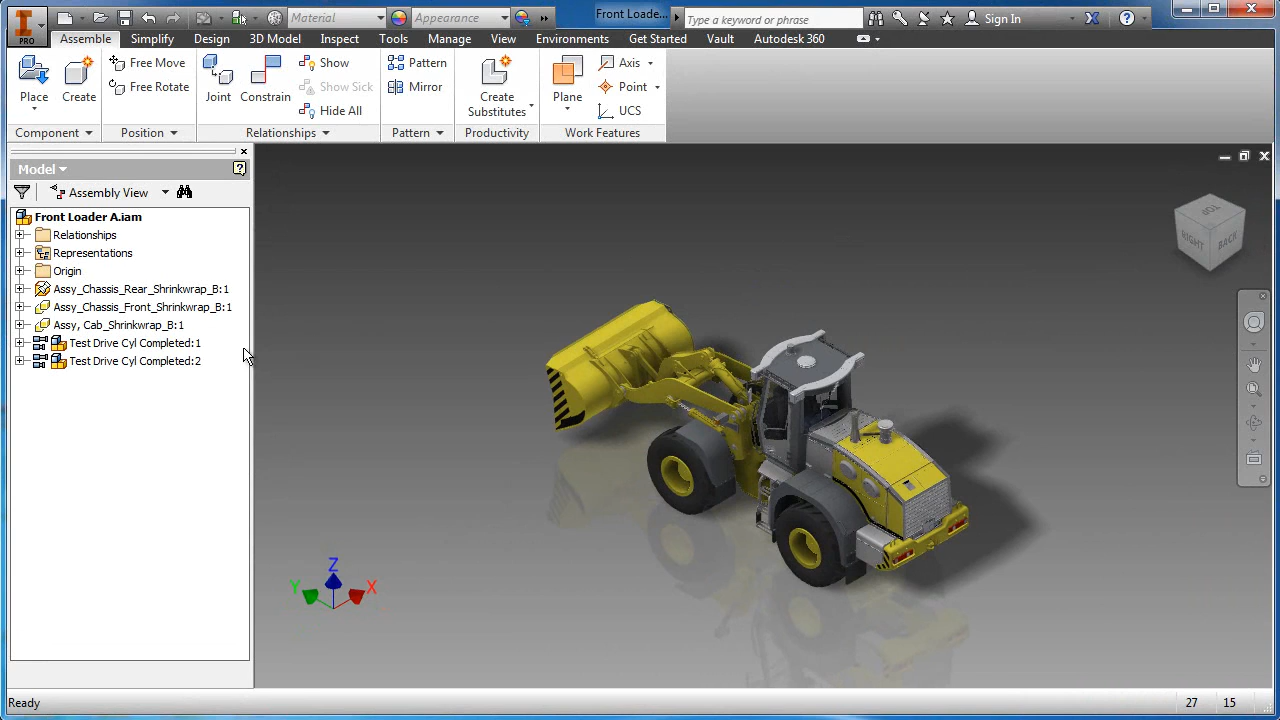 PRO
Material
Appearance
Front Loade...
Type a keyword or phrase
Sign In
Assemble Simplify Design 3D Model Inspect Tools Manage View Environments Get Started Vault Autodesk 360
Place
Create
Free Move
Free Rotate
Joint
Constrain
Show
Show Sick
Hide All
Pattern
Mirror
Create
Substitutes
Plane
Axis
Point
UCS
Component Position Relationships Pattern Productivity Work Features
Model
Assembly View
Front Loader A.iam
Relationships
Representations
Origin
Assy_Chassis_Rear_Shrinkwrap_B:1
Assy_Chassis_Front_Shrinkwrap_B:1
Assy, Cab_Shrinkwrap_B:1
Test Drive Cyl Completed:1
Test Drive Cyl Completed:2
TOP
RIGHT
BACK
Z
Y
X
Ready
27 15